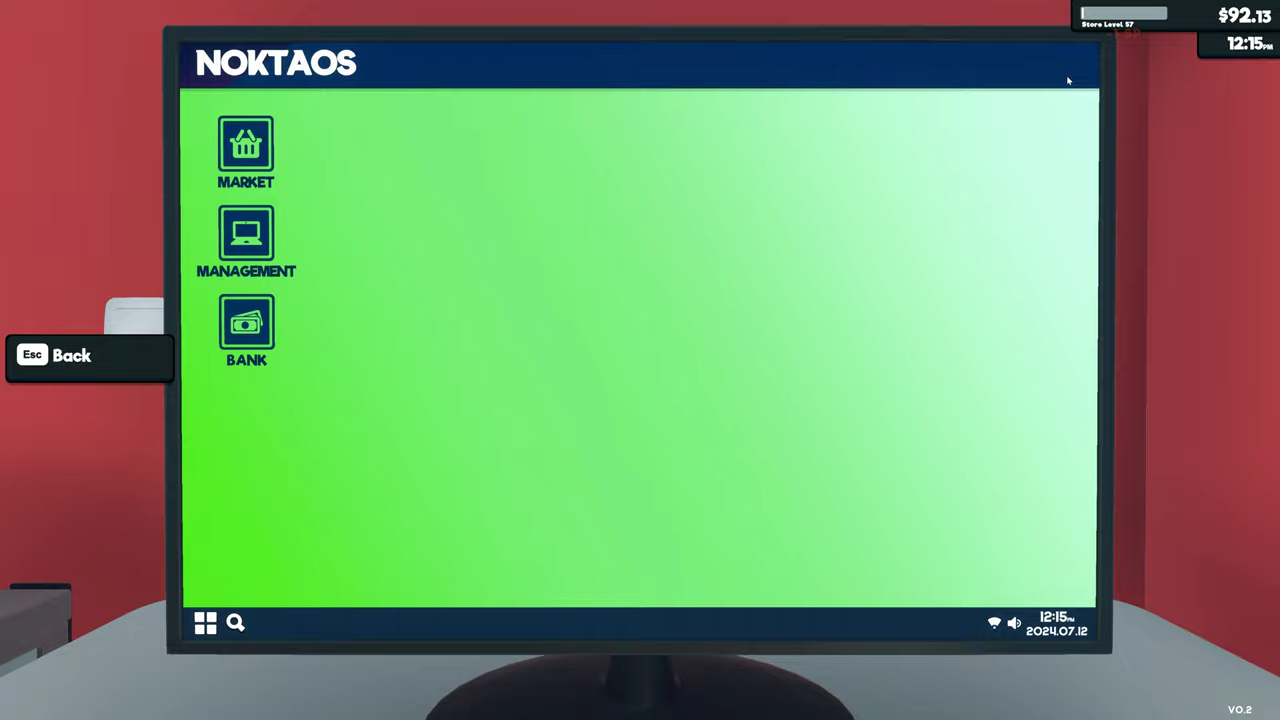 $92.13
Store Level 57
12:15PM
NOKTAOS
MARKET
MANAGEMENT
Esc Back
BANK
12:15PM
2024.07.12
V0.2